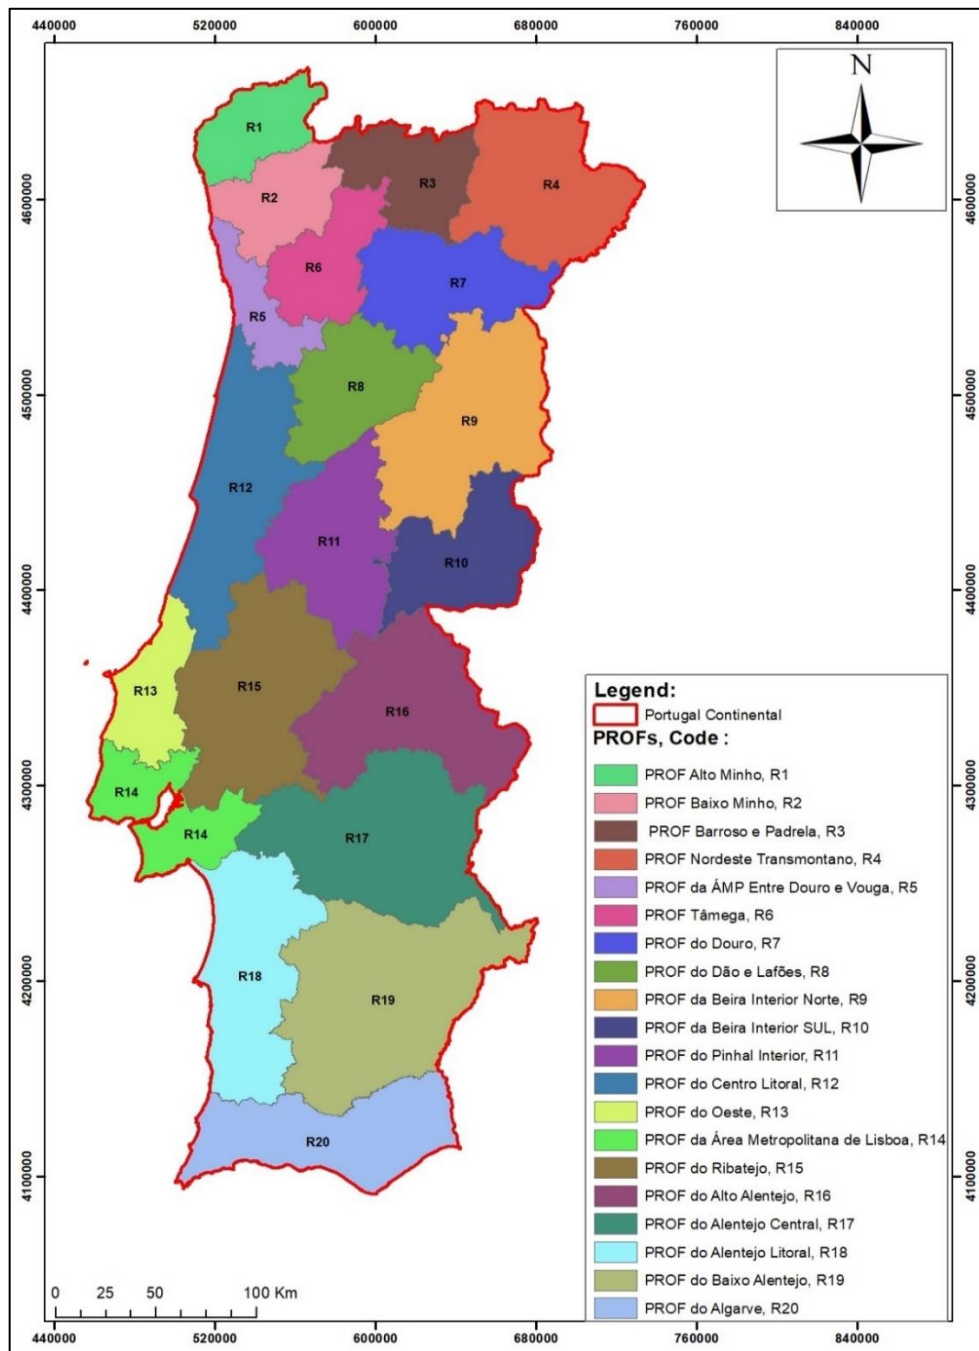 440000 520000 600000 680000 760000 840000
N
R1
R2
R3
R4
R5
R6
R7
R8
R9
R10
R11
R12
R13
R14
R14
R15
R16
R17
R18
R19
R20
4600000
4500000
4400000
4300000
4200000
4100000
4600000
4500000
4400000
4300000
4200000
4100000
Legend:
Portugal Continental
PROFs, Code :
PROF Alto Minho, R1
PROF Baixo Minho, R2
PROF Barroso e Padrela, R3
PROF Nordeste Transmontano, R4
PROF da ÁMP Entre Douro e Vouga, R5
PROF Tâmega, R6
PROF do Douro, R7
PROF do Dão e Lafões, R8
PROF da Beira Interior Norte, R9
PROF da Beira Interior SUL, R10
PROF do Pinhal Interior, R11
PROF do Centro Litoral, R12
PROF do Oeste, R13
PROF da Área Metropolitana de Lisboa, R14
PROF do Ribatejo, R15
PROF do Alto Alentejo, R16
PROF do Alentejo Central, R17
PROF do Alentejo Litoral, R18
PROF do Baixo Alentejo, R19
PROF do Algarve, R20
0 25 50 100 Km
440000 520000 600000 680000 760000 840000